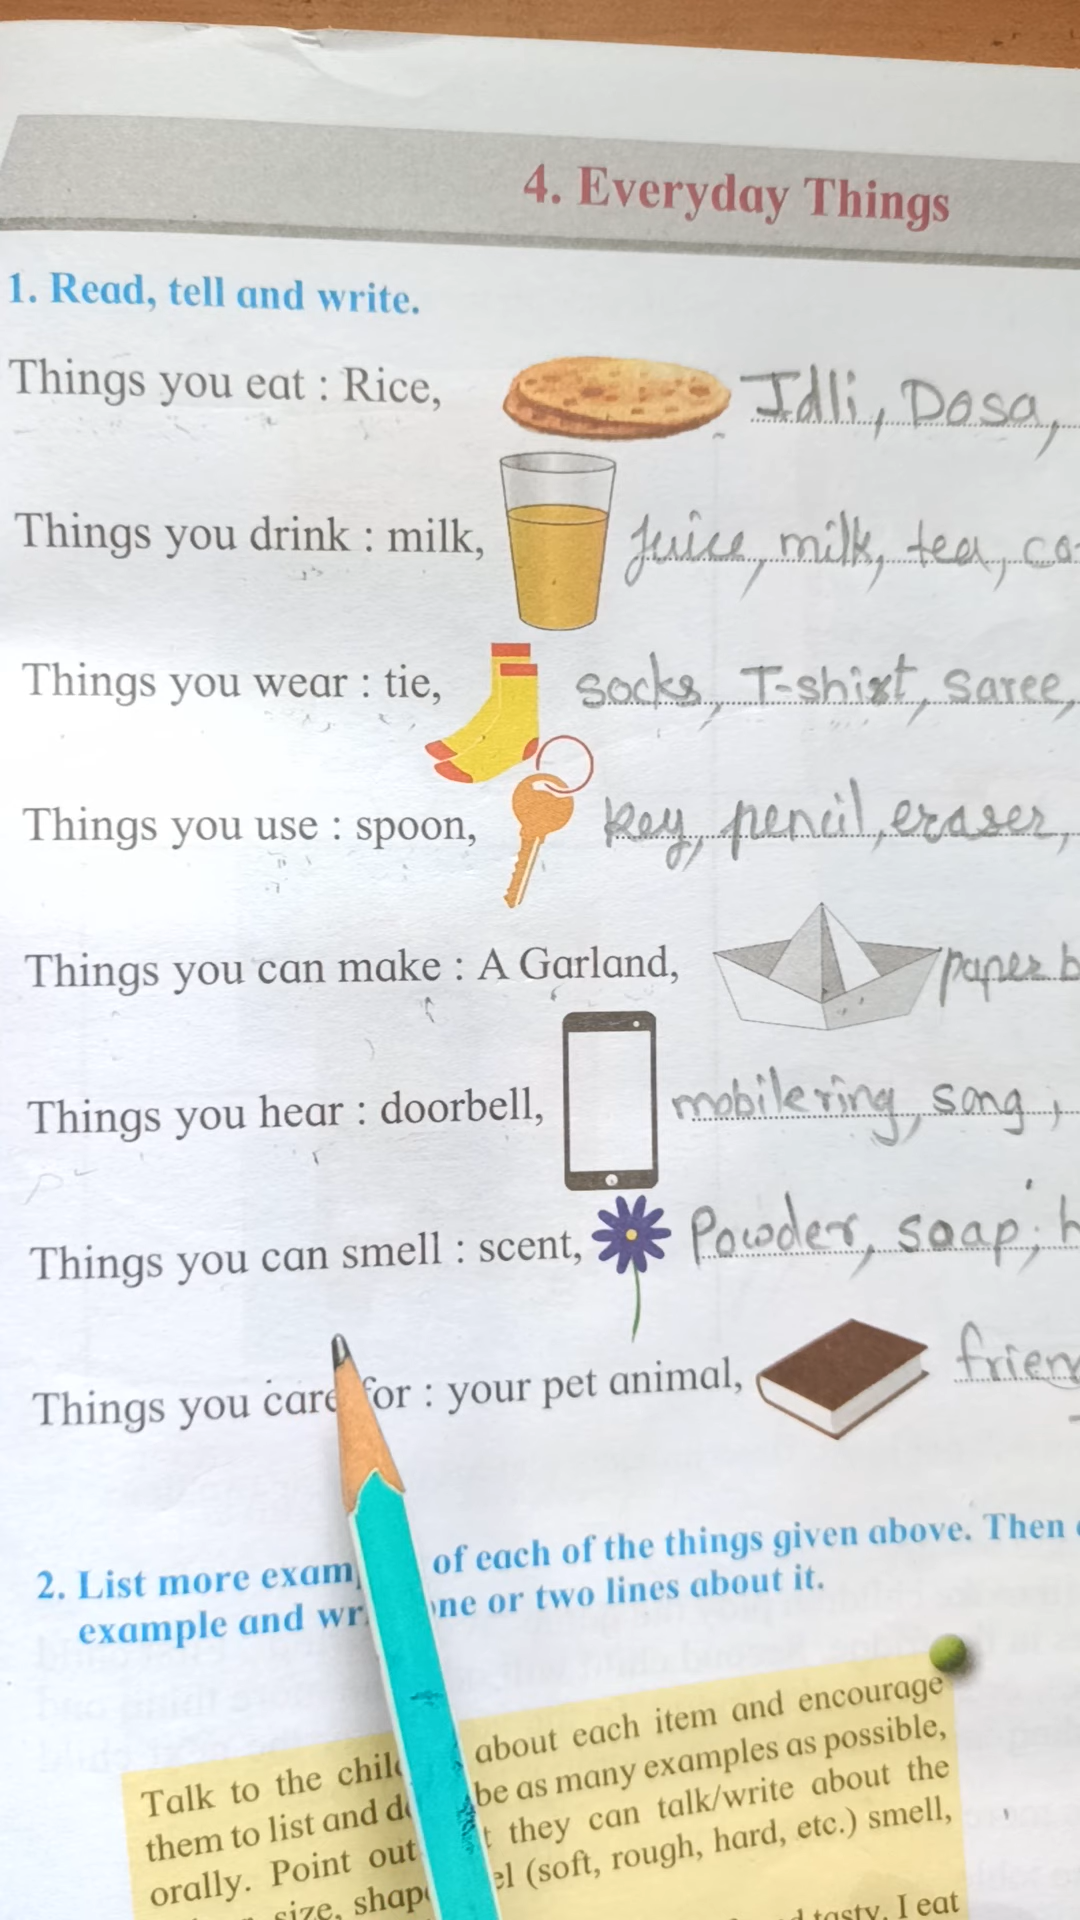 4. Everyday Things
1. Read, tell and write.
Things you eat : Rice, Idli, Dosa,
Things you drink : milk, Juice, milk, tea,
Things you wear : tie, socks, T-shirt, saree,
Things you use : spoon, key, pencil, eraser,
Things you can make : A Garland, paper
Things you hear : doorbell, mobile ring, song,
Things you can smell : scent, Powder, soap,
Things you care for : your pet animal,
2. List more of each of the things given above. Then
example and one or two lines about it.
Talk to the about each item and encourage
them to list and be as many examples as possible,
orally. Point out they can talk/write about the
size, (soft, rough, hard, etc.) smell,
tasty. I eat